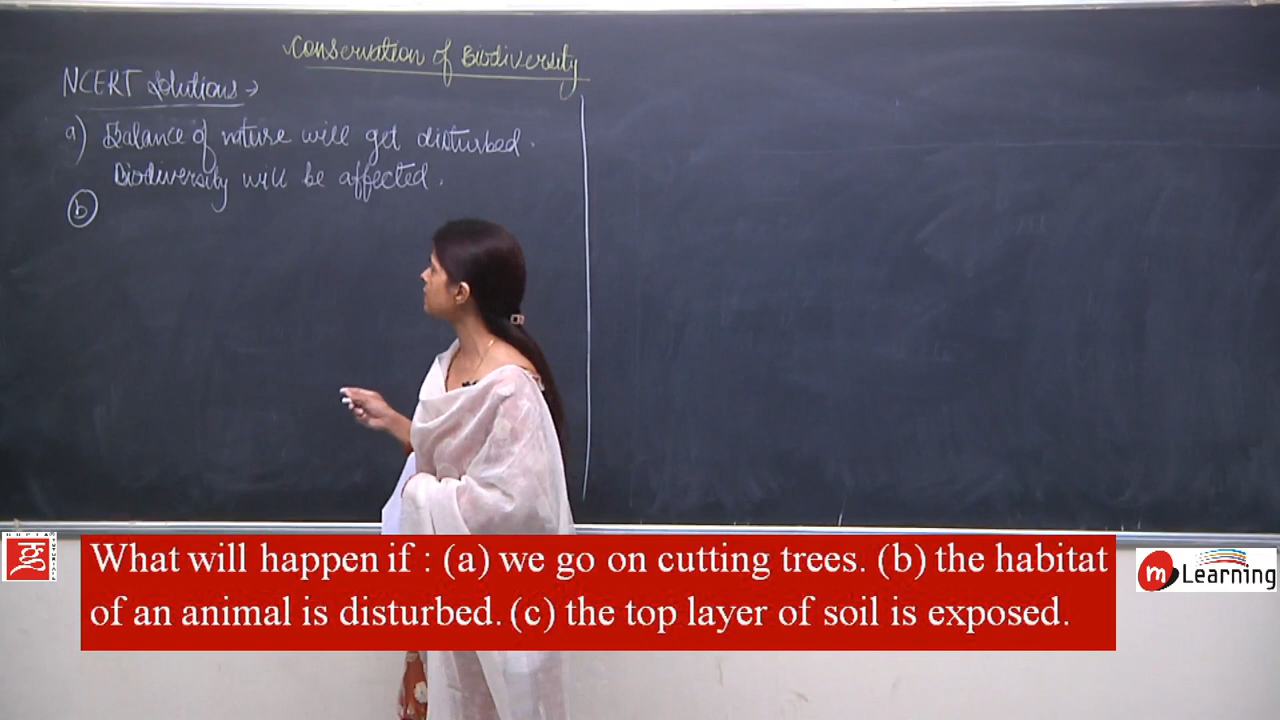 Conservation of Biodiversity
NCERT Solutions →
a) Balance of nature will get disturbed.
Biodiversity will be affected.
b
What will happen if : (a) we go on cutting trees. (b) the habitat
of an animal is disturbed. (c) the top layer of soil is exposed.
m Learning